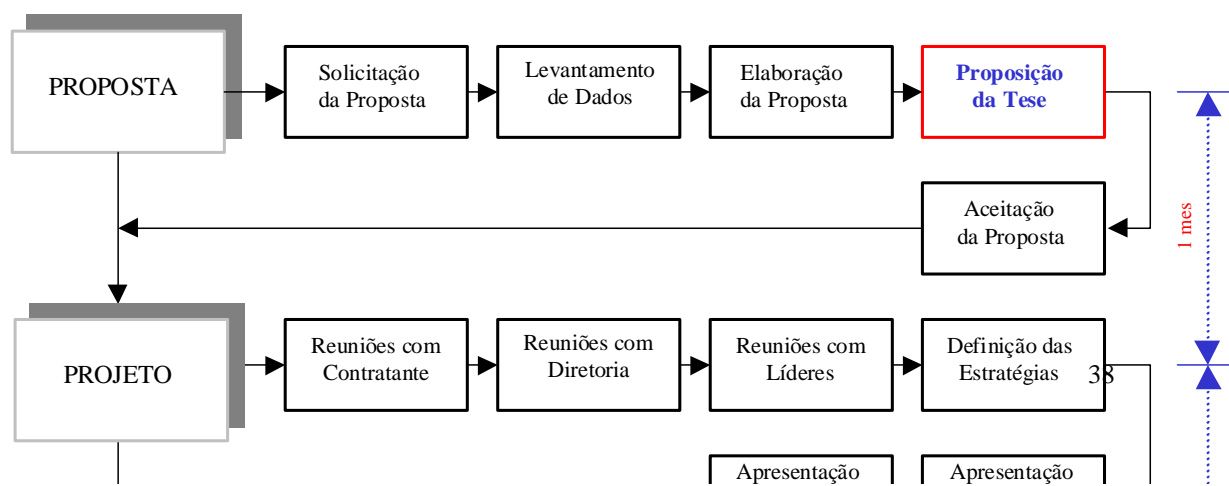 PROPOSTA
Solicitação
da Proposta
Levantamento
de Dados
Elaboração
da Proposta
Proposição
da Tese
Aceitação
da Proposta
1 mes
PROJETO
Reuniões com
Contratante
Reuniões com
Diretoria
Reuniões com
Líderes
Definição das
Estratégias
38
Apresentação
Apresentação